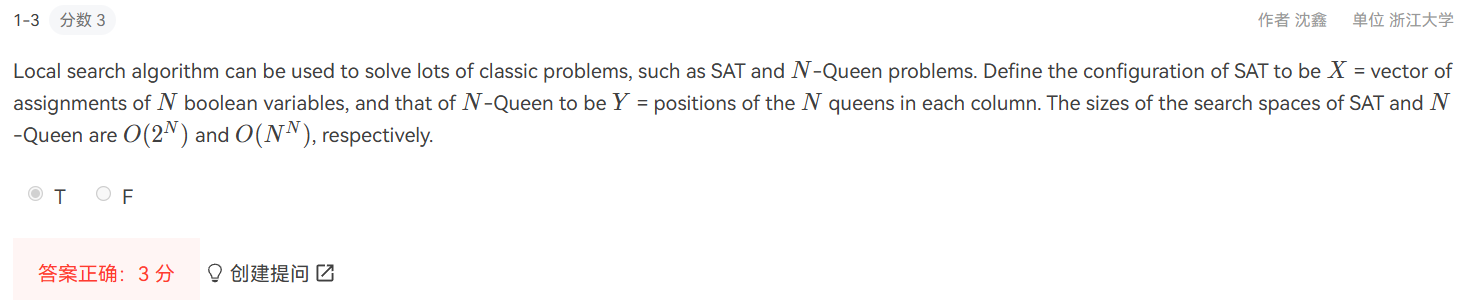 1-3 分数 3 作者 沈鑫 单位 浙江大学
Local search algorithm can be used to solve lots of classic problems, such as SAT and N-Queen problems. Define the configuration of SAT to be X = vector of
assignments of N boolean variables, and that of N-Queen to be Y = positions of the N queens in each column. The sizes of the search spaces of SAT and N
-Queen are O(2^N) and O(N^N), respectively.
T F
答案正确：3 分 创建提问